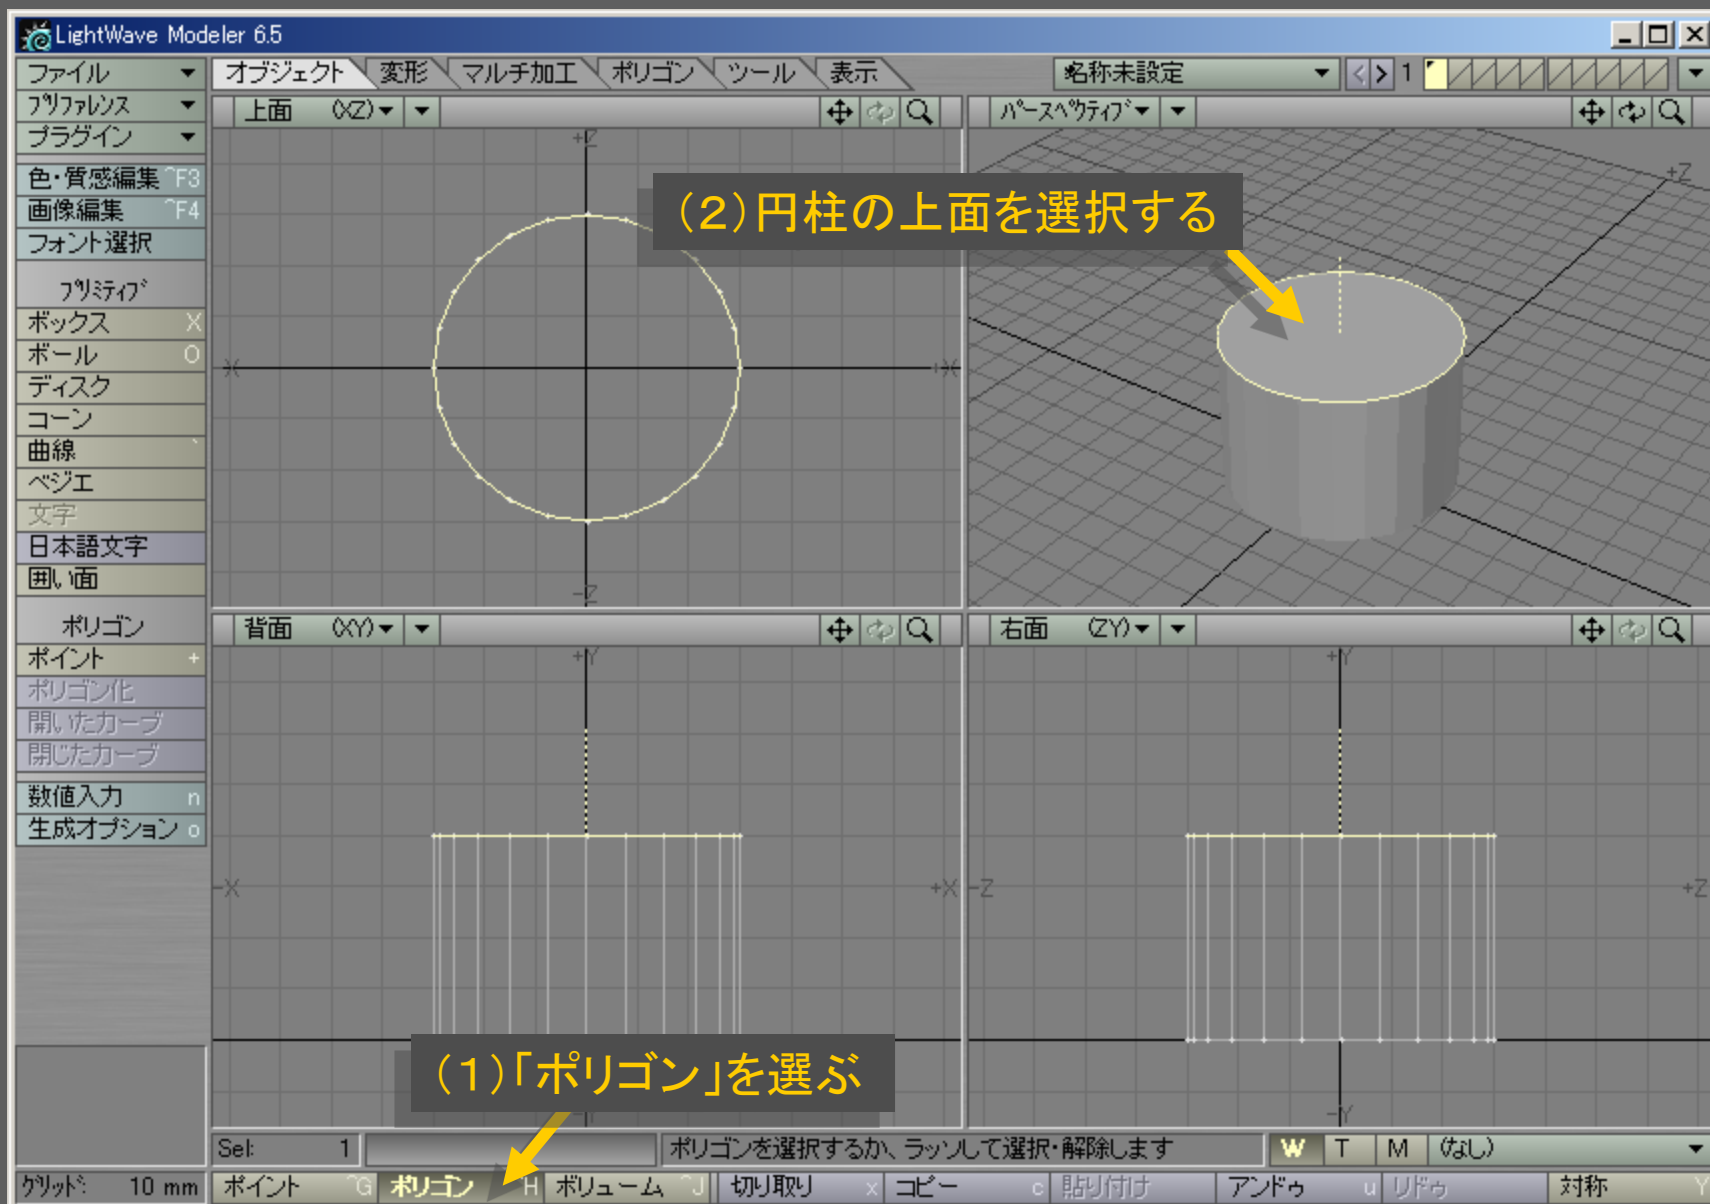 LightWave Modeler 6.5
ファイル
プリファレンス
プラグイン
オブジェクト 変形 マルチ加工 ポリゴン ツール 表示
名称未設定 < > 1
上面 (XZ)
パースペクティブ
色・質感編集 ^F3
画像編集 ^F4
フォント選択
プリミティブ
ボックス X
ボール O
ディスク
コーン
曲線 `
ベジエ
文字
日本語文字
囲い面
ポリゴン
ポイント +
ポリゴン化
開いたカーブ
閉じたカーブ
数値入力 n
生成オプション o
+Z
-X
+X
-Z
+Z
(2)円柱の上面を選択する
背面 (XY)
右面 (ZY)
+Y
-X
+X
+Y
-Z
+Z
-Y
(1)「ポリゴン」を選ぶ
Sel: 1
ポリゴンを選択するか、ラッソして選択・解除します
W T M (なし)
グリッド: 10 mm
ポイント ^G ポリゴン ^H ボリューム ^J 切り取り x コピー c 貼り付け アンドゥ u リドゥ 対称 Y